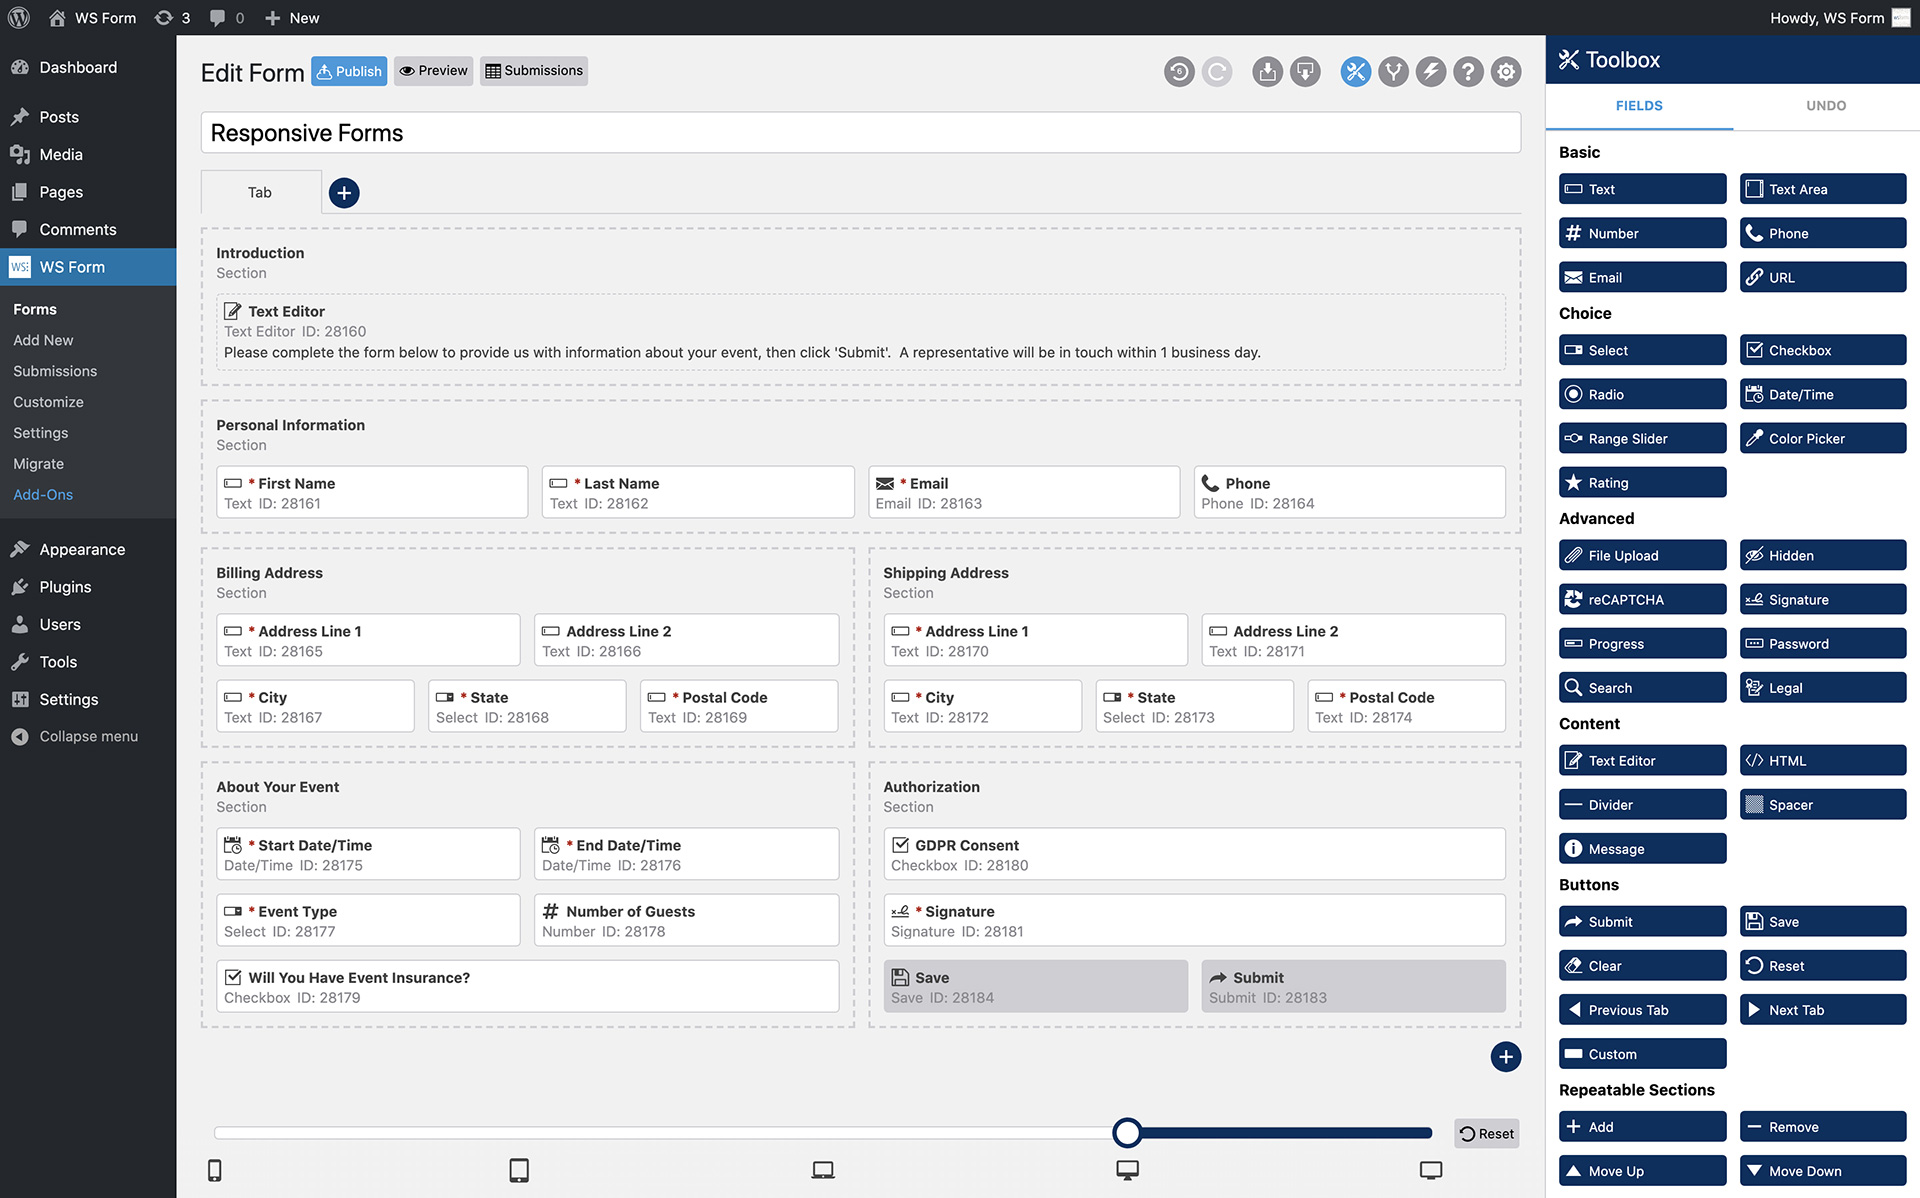 WS Form 3 0 New
Howdy, WS Form
Dashboard
Posts
Media
Pages
Comments
WS: WS Form
Forms
Add New
Submissions
Customize
Settings
Migrate
Add-Ons
Appearance
Plugins
Users
Tools
Settings
Collapse menu
Edit Form Publish Preview Submissions
6
Responsive Forms
Tab
Introduction
Section
Text Editor
Text Editor ID: 28160
Please complete the form below to provide us with information about your event, then click 'Submit'. A representative will be in touch within 1 business day.
Personal Information
Section
* First Name
Text ID: 28161
* Last Name
Text ID: 28162
* Email
Email ID: 28163
Phone
Phone ID: 28164
Billing Address
Section
* Address Line 1
Text ID: 28165
Address Line 2
Text ID: 28166
* City
Text ID: 28167
* State
Select ID: 28168
* Postal Code
Text ID: 28169
Shipping Address
Section
* Address Line 1
Text ID: 28170
Address Line 2
Text ID: 28171
* City
Text ID: 28172
* State
Select ID: 28173
* Postal Code
Text ID: 28174
About Your Event
Section
* Start Date/Time
Date/Time ID: 28175
* End Date/Time
Date/Time ID: 28176
* Event Type
Select ID: 28177
Number of Guests
Number ID: 28178
Will You Have Event Insurance?
Checkbox ID: 28179
Authorization
Section
GDPR Consent
Checkbox ID: 28180
* Signature
Signature ID: 28181
Save
Save ID: 28184
Submit
Submit ID: 28183
Reset
Toolbox
FIELDS UNDO
Basic
Text Text Area
Number Phone
Email URL
Choice
Select Checkbox
Radio Date/Time
Range Slider Color Picker
Rating
Advanced
File Upload Hidden
reCAPTCHA Signature
Progress Password
Search Legal
Content
Text Editor HTML
Divider Spacer
Message
Buttons
Submit Save
Clear Reset
Previous Tab Next Tab
Custom
Repeatable Sections
Add Remove
Move Up Move Down